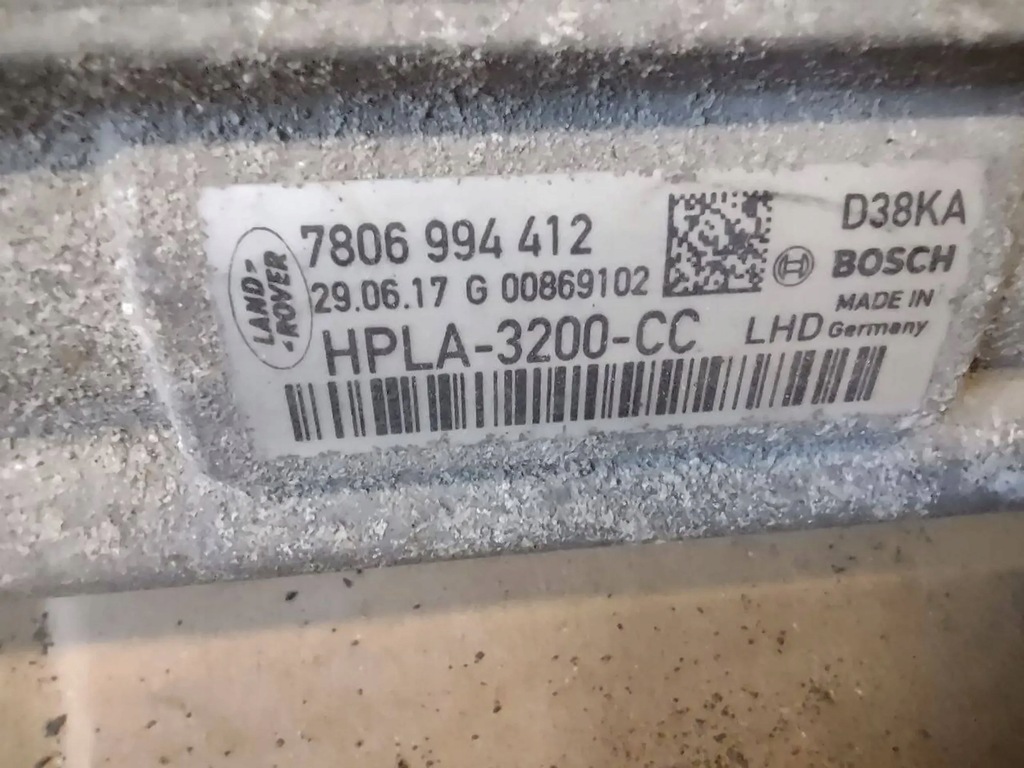 LAND-
-ROVER
7806 994 412
29.06.17 G 00869102
HPLA-3200-CC LHD
D38KA
BOSCH
MADE IN
Germany